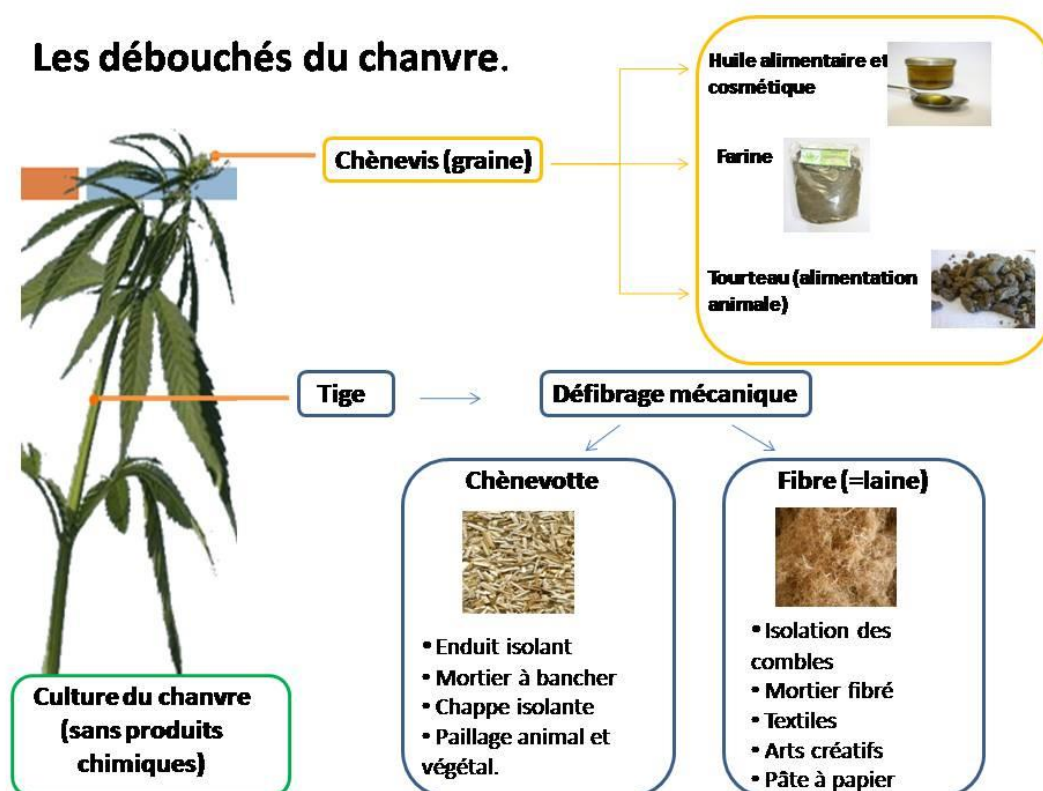 Les débouchés du chanvre.
Huile alimentaire et
cosmétique
Chènevis (graine)
Farine
Tourteau (alimentation
animale)
Tige
Défibrage mécanique
Chènevotte
• Enduit isolant
• Mortier à bancher
• Chappe isolante
• Paillage animal et
végétal.
Fibre (=laine)
• Isolation des
combles
• Mortier fibré
• Textiles
• Arts créatifs
• Pâte à papier
Culture du chanvre
(sans produits
chimiques)